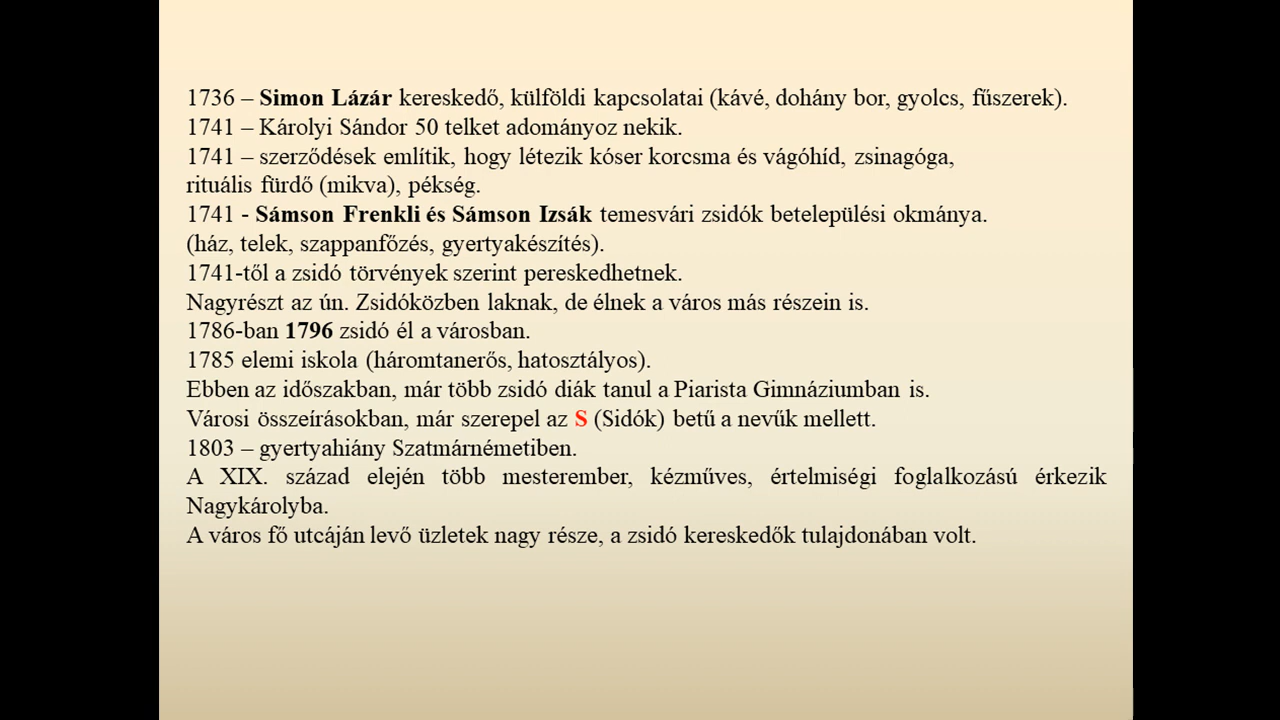 1736 – Simon Lázár kereskedő, külföldi kapcsolatai (kávé, dohány bor, gyolcs, fűszerek).
1741 – Károlyi Sándor 50 telket adományoz nekik.
1741 – szerződések említik, hogy létezik kóser korcsma és vágóhíd, zsinagóga,
rituális fürdő (mikva), pékség.
1741 - Sámson Frenkli és Sámson Izsák temesvári zsidók betelepülési okmánya.
(ház, telek, szappanfőzés, gyertyakészítés).
1741-től a zsidó törvények szerint pereskedhetnek.
Nagyrészt az ún. Zsidóközben laknak, de élnek a város más részein is.
1786-ban 1796 zsidó él a városban.
1785 elemi iskola (háromtanerős, hatosztályos).
Ebben az időszakban, már több zsidó diák tanul a Piarista Gimnáziumban is.
Városi összeírásokban, már szerepel az S (Sidók) betű a nevűk mellett.
1803 – gyertyahiány Szatmárnémetiben.
A XIX. század elején több mesterember, kézműves, értelmiségi foglalkozású érkezik
Nagykárolyba.
A város fő utcáján levő üzletek nagy része, a zsidó kereskedők tulajdonában volt.